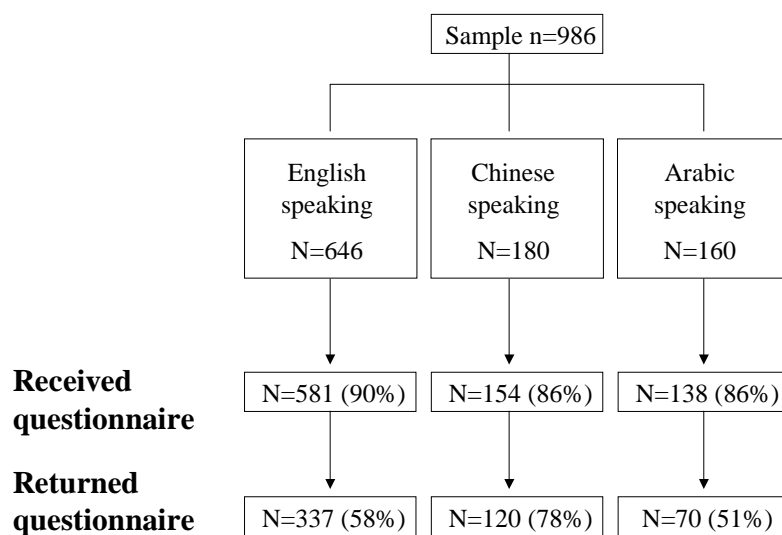 Sample n=986
English
speaking
N=646
Chinese
speaking
N=180
Arabic
speaking
N=160
Received
questionnaire
N=581 (90%)
N=154 (86%)
N=138 (86%)
Returned
questionnaire
N=337 (58%)
N=120 (78%)
N=70 (51%)